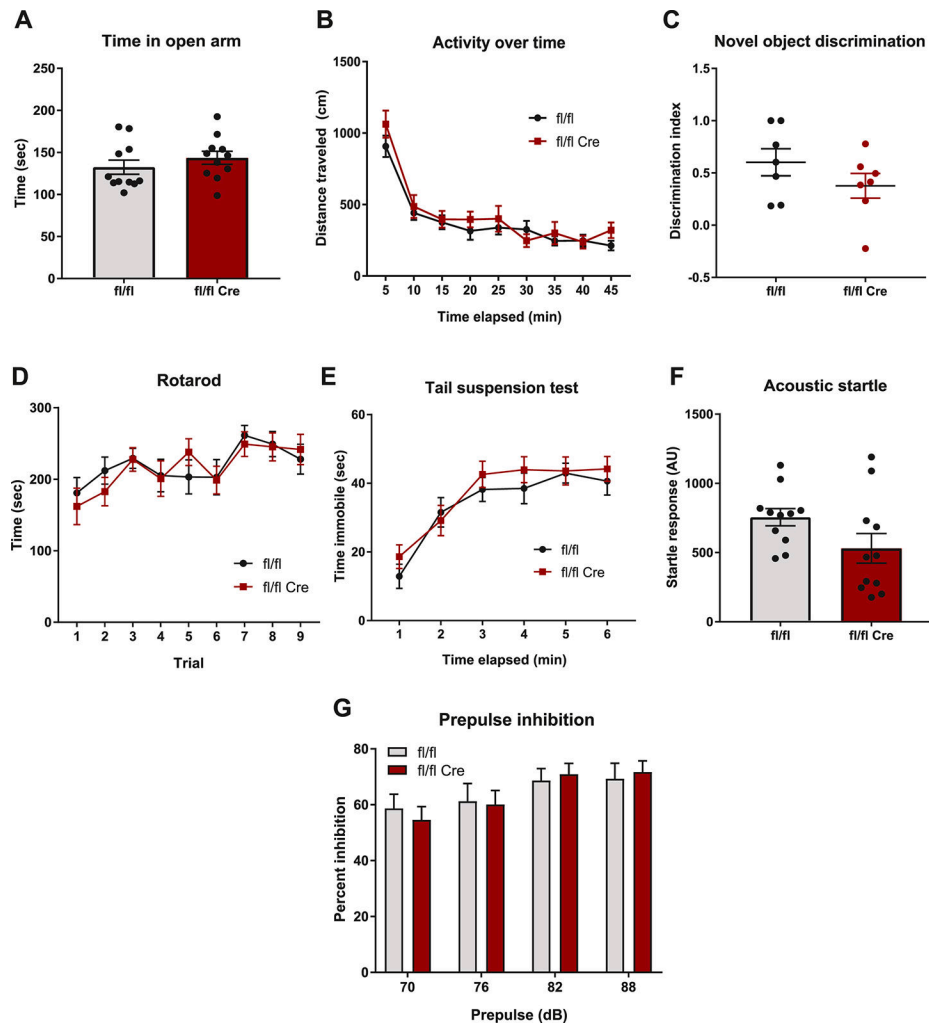 A
Time in open arm
Time (sec)
250
200
150
100
50
0
fl/fl
fl/fl Cre
B
Activity over time
Distance traveled (cm)
1500
1000
500
0
fl/fl
fl/fl Cre
5 10 15 20 25 30 35 40 45
Time elapsed (min)
C
Novel object discrimination
Discrimination index
1.5
1.0
0.5
0.0
-0.5
fl/fl
fl/fl Cre
D
Rotarod
Time (sec)
300
200
100
0
fl/fl
fl/fl Cre
1 2 3 4 5 6 7 8 9
Trial
E
Tail suspension test
Time immobile (sec)
60
40
20
0
fl/fl
fl/fl Cre
1 2 3 4 5 6
Time elapsed (min)
F
Acoustic startle
Startle response (AU)
1500
1000
500
0
fl/fl
fl/fl Cre
G
Prepulse inhibition
Percent inhibition
80
60
40
20
0
fl/fl
fl/fl Cre
70 76 82 88
Prepulse (dB)